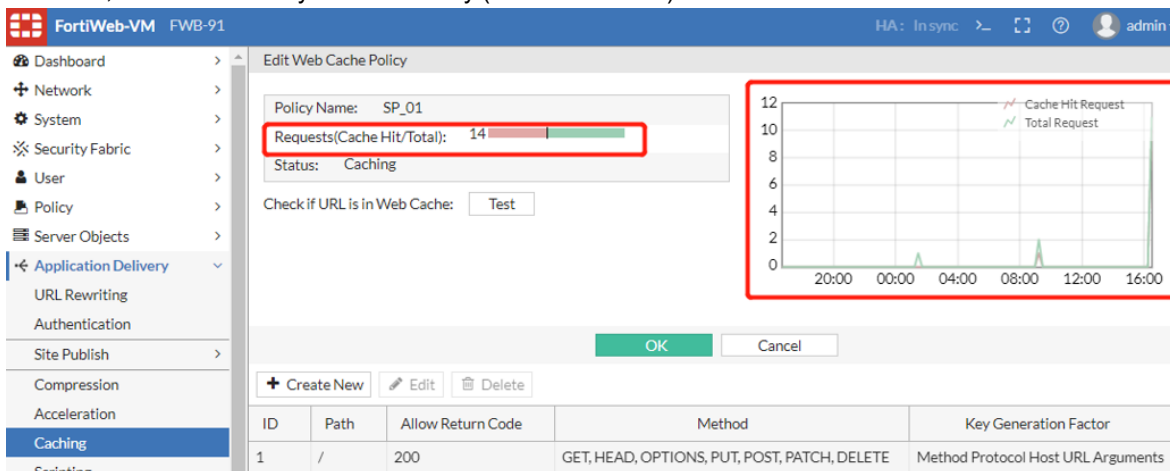 FortiWeb-VM FWB-91 HA: In sync >_ admin
Dashboard
Network
System
Security Fabric
User
Policy
Server Objects
Application Delivery
URL Rewriting
Authentication
Site Publish
Compression
Acceleration
Caching
Edit Web Cache Policy
Policy Name: SP_01
Requests(Cache Hit/Total): 14
Status: Caching
Check if URL is in Web Cache: Test
Cache Hit Request
Total Request
12
10
8
6
4
2
0
20:00 00:00 04:00 08:00 12:00 16:00
OK Cancel
Create New Edit Delete
ID Path Allow Return Code Method Key Generation Factor
1 / 200 GET, HEAD, OPTIONS, PUT, POST, PATCH, DELETE Method Protocol Host URL Arguments